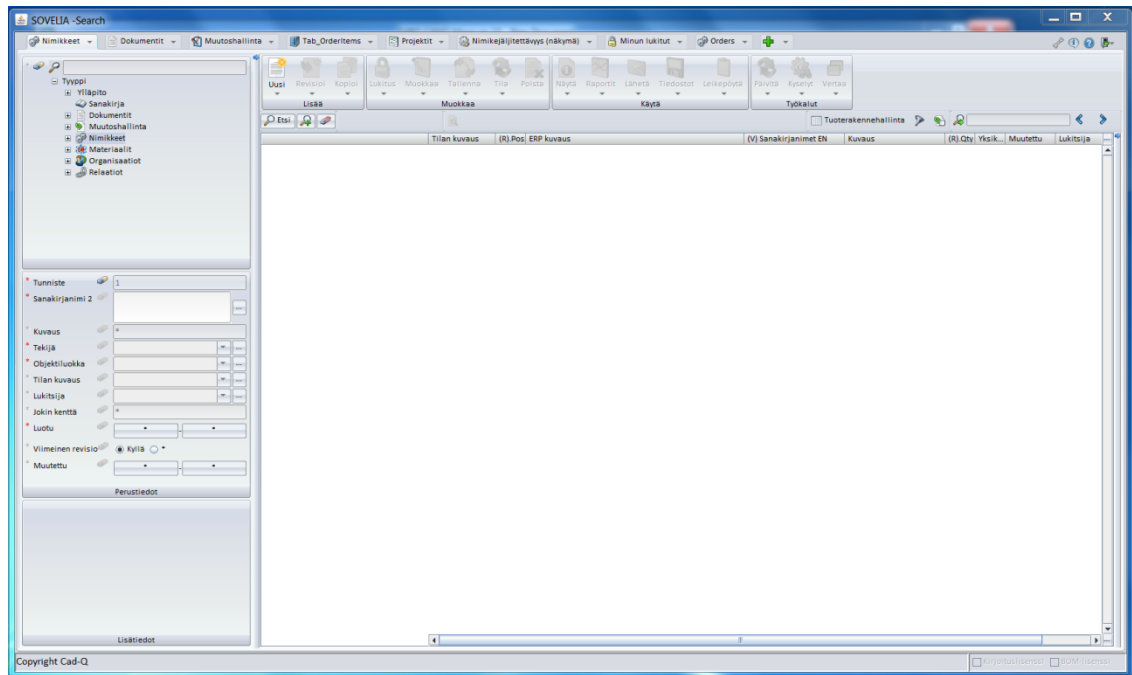 SOVELIA -Search
Nimikkeet Dokumentit Muutoshallinta Tab_OrderItems Projektit Nimikejäljitettävyys (näkymä) Minun lukitut Orders
Tyyppi
Ylläpito
Sanakirja
Dokumentit
Muutoshallinta
Nimikkeet
Materiaalit
Organisaatiot
Relaatiot
Uusi Revisioi Kopioi Lukitus Muokkaa Tallenna Tila Poista Näytä Raportit Lähetä Tiedostot Leikepöytä Päivitä Kyselyt Vertaa
Lisää Muokkaa Käytä Työkalut
Etsi Tuoterakennehallinta
Tilan kuvaus (R).Pos ERP kuvaus (V) Sanakirjanimet EN Kuvaus (R).Qty Yksik... Muutettu Lukitsija
* Tunniste 1
* Sanakirjanimi 2 ...
* Kuvaus *
* Tekijä ...
* Objektiluokka ...
* Tilan kuvaus ...
* Lukitsija ...
* Jokin kenttä *
* Luotu * - *
* Viimeinen revisio Kyllä *
* Muutettu * - *
Perustiedot
Lisätiedot
Copyright Cad-Q Kirjoituslisenssi BOM-lisenssi